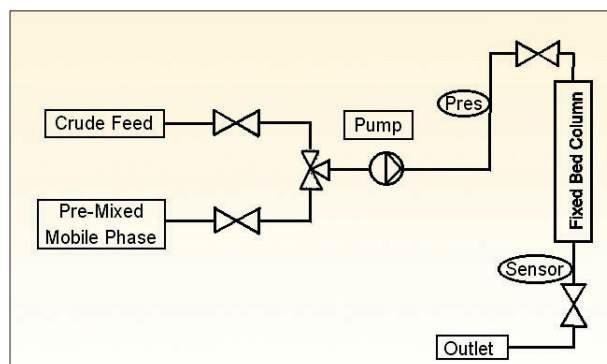 Crude Feed
Pre-Mixed
Mobile Phase
Pump
Pres
Fixed Bed Column
Sensor
Outlet